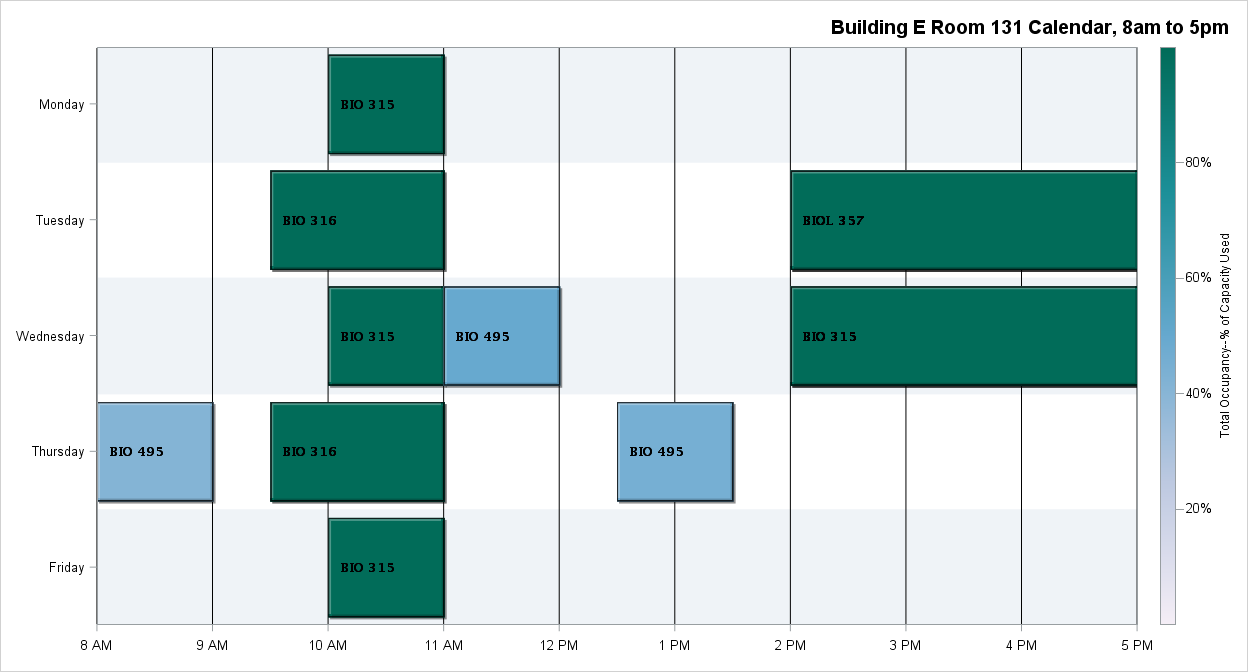 Building E Room 131 Calendar, 8am to 5pm
Monday
BIO 315
Tuesday
BIO 316
BIOL 357
Wednesday
BIO 315
BIO 495
BIO 315
Thursday
BIO 495
BIO 316
BIO 495
Friday
BIO 315
8 AM
9 AM
10 AM
11 AM
12 PM
1 PM
2 PM
3 PM
4 PM
5 PM
80%
60%
40%
20%
Total Occupancy--% of Capacity Used